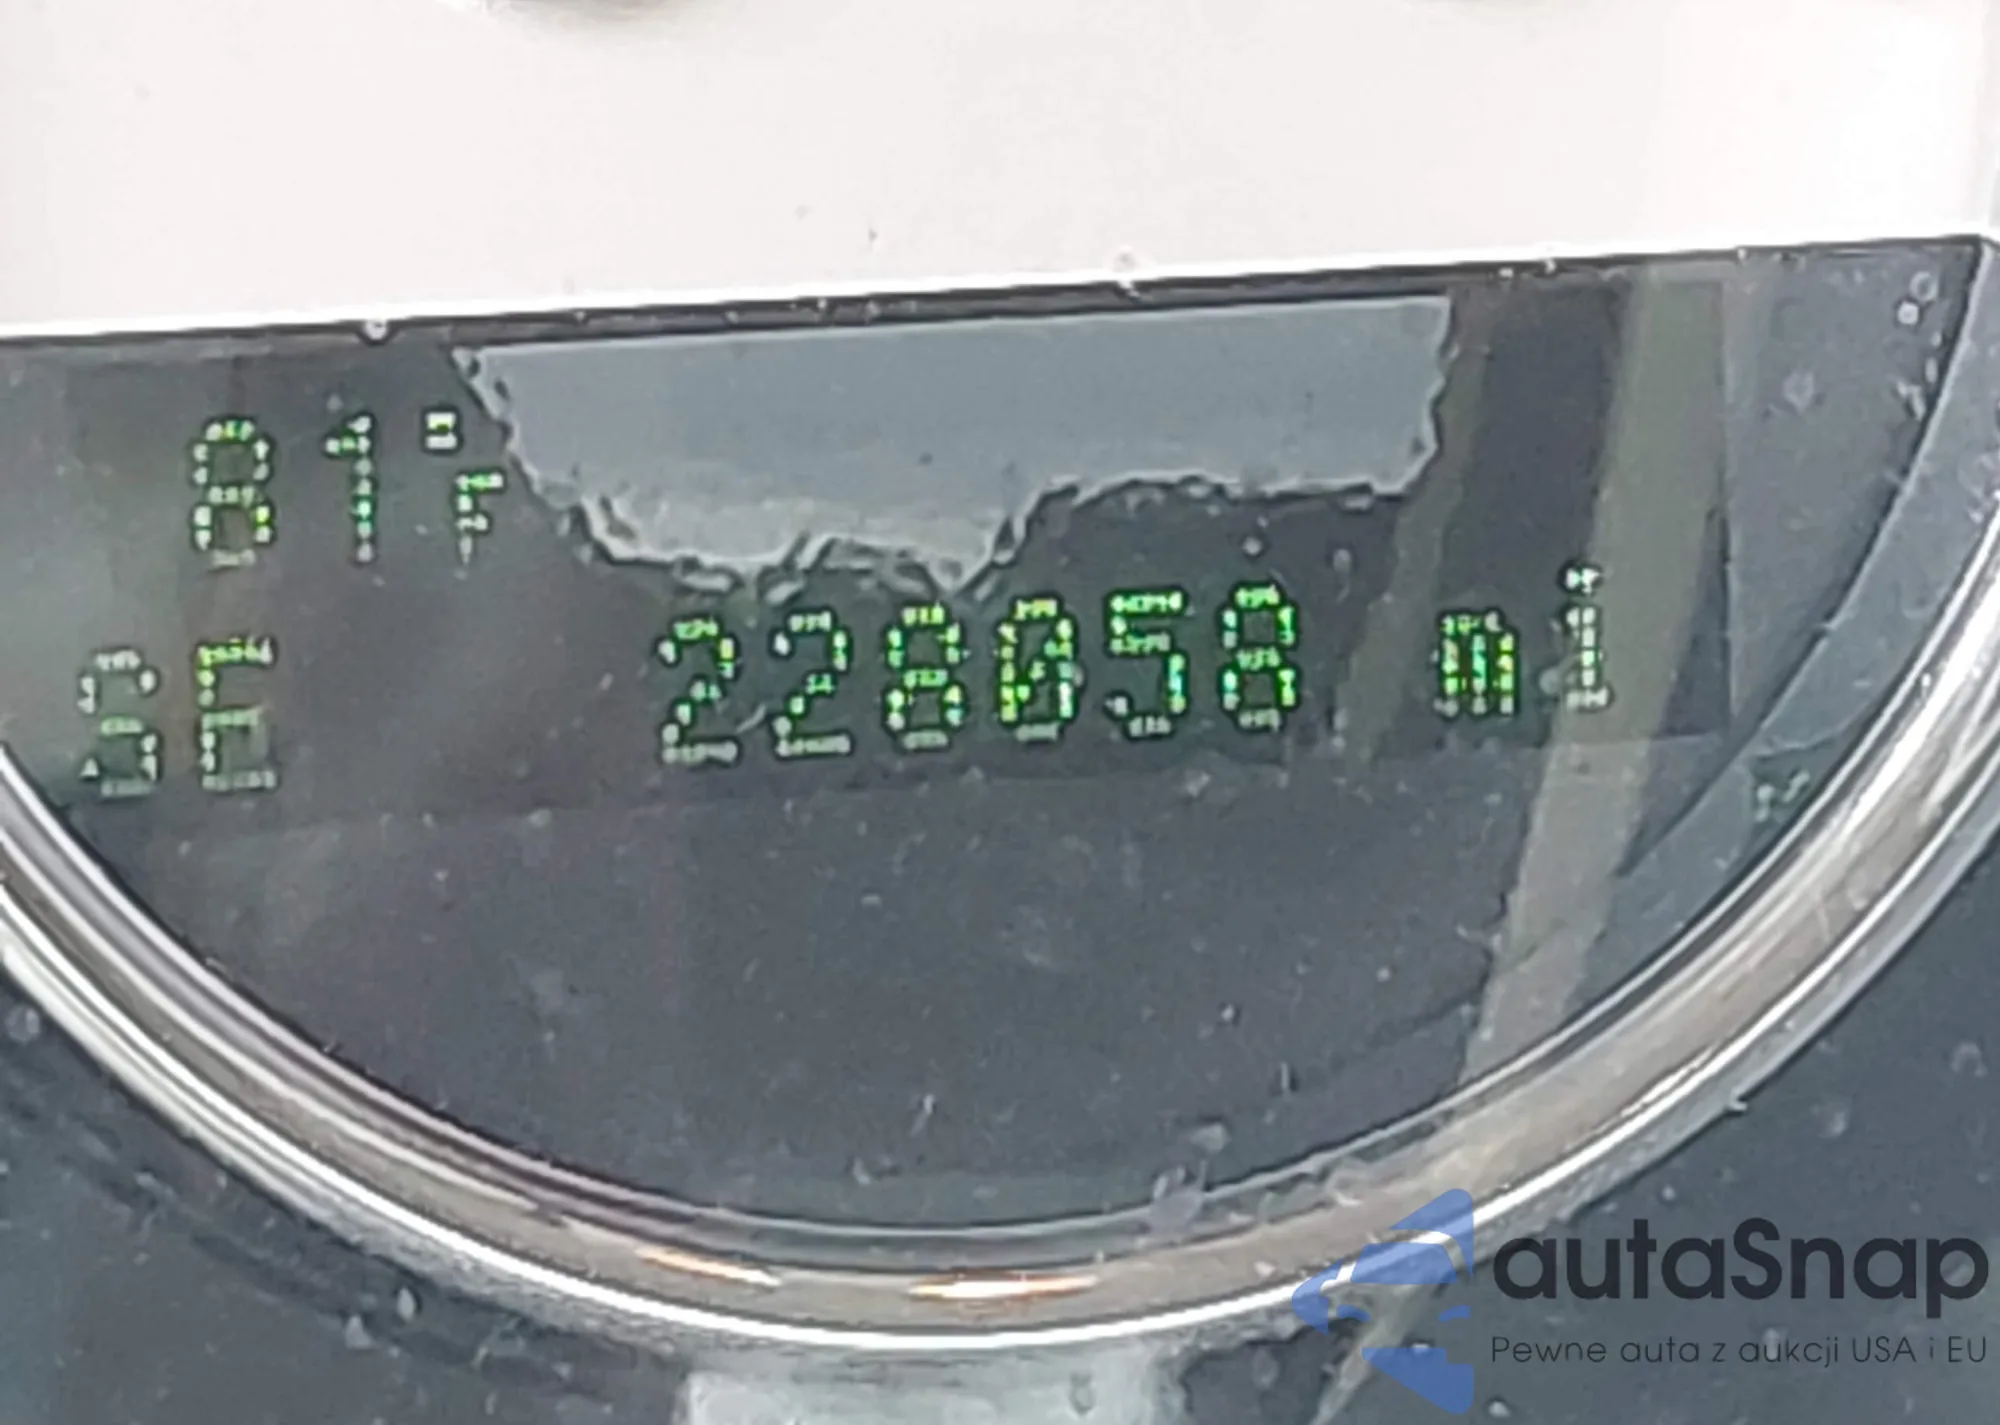 81°F
SE 228058 mi
autaSnap
Pewne auta z aukcji USA i EU